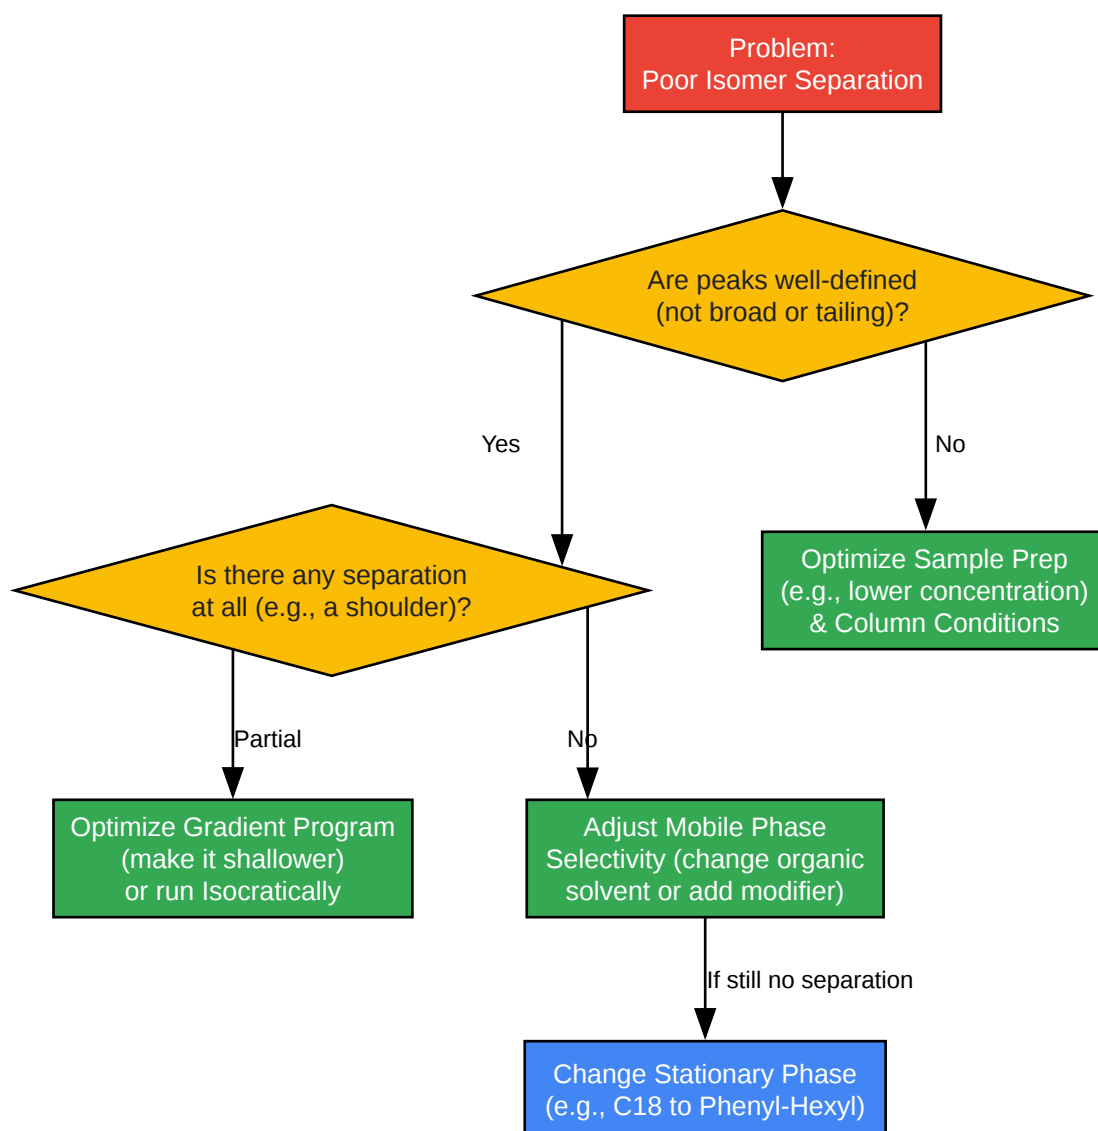 Problem:
Poor Isomer Separation
Are peaks well-defined
(not broad or tailing)?
Yes
No
Is there any separation
at all (e.g., a shoulder)?
Optimize Sample Prep
(e.g., lower concentration)
& Column Conditions
Partial
No
Optimize Gradient Program
(make it shallower)
or run Isocratically
Adjust Mobile Phase
Selectivity (change organic
solvent or add modifier)
If still no separation
Change Stationary Phase
(e.g., C18 to Phenyl-Hexyl)